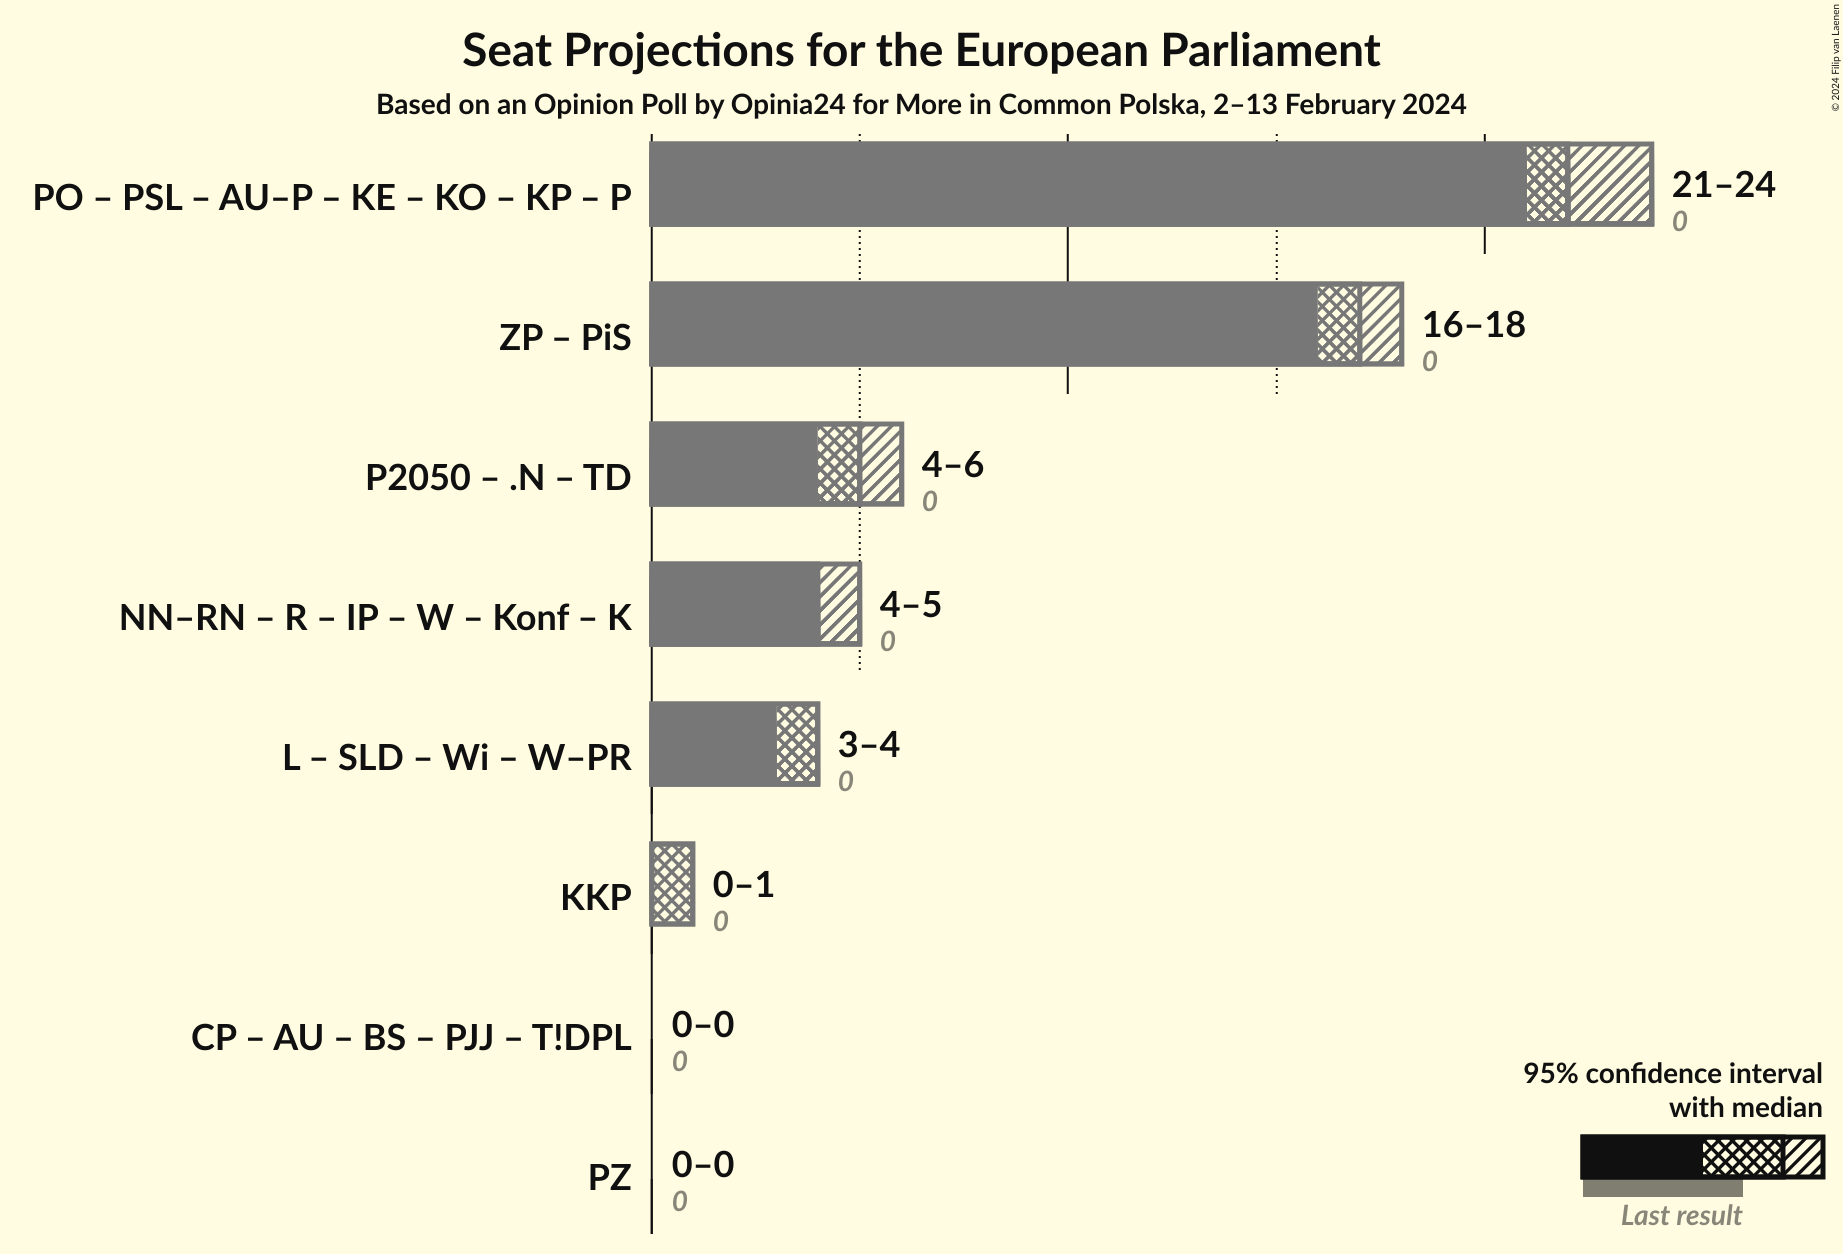 Seat Projections for the European Parliament
Based on an Opinion Poll by Opinia24 for More in Common Polska, 2–13 February 2024
© 2024 Filip van Laenen
PO – PSL – AU–P – KE – KO – KP – P
21–24
0
ZP – PiS
16–18
0
P2050 – .N – TD
4–6
0
NN–RN – R – IP – W – Konf – K
4–5
0
L – SLD – Wi – W–PR
3–4
0
KKP
0–1
0
CP – AU – BS – PJJ – T!DPL
0–0
0
PZ
0–0
0
95% confidence interval
with median
Last result